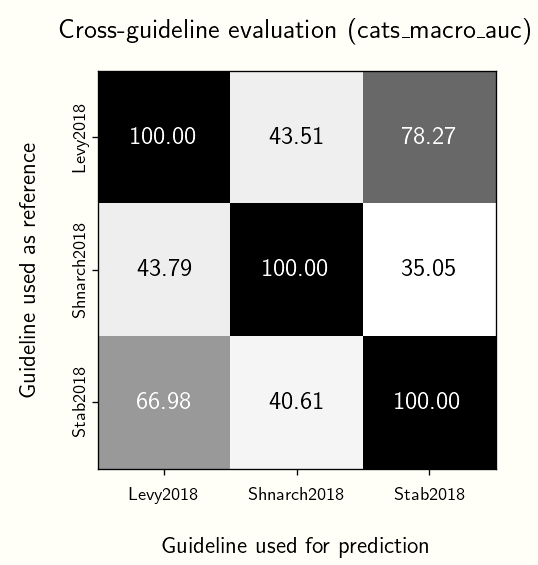 Cross-guideline evaluation (cats_macro_auc)
Guideline used as reference
Levy2018
100.00 43.51 78.27
Shnarch2018
43.79 100.00 35.05
Stab2018
66.98 40.61 100.00
Levy2018 Shnarch2018 Stab2018
Guideline used for prediction